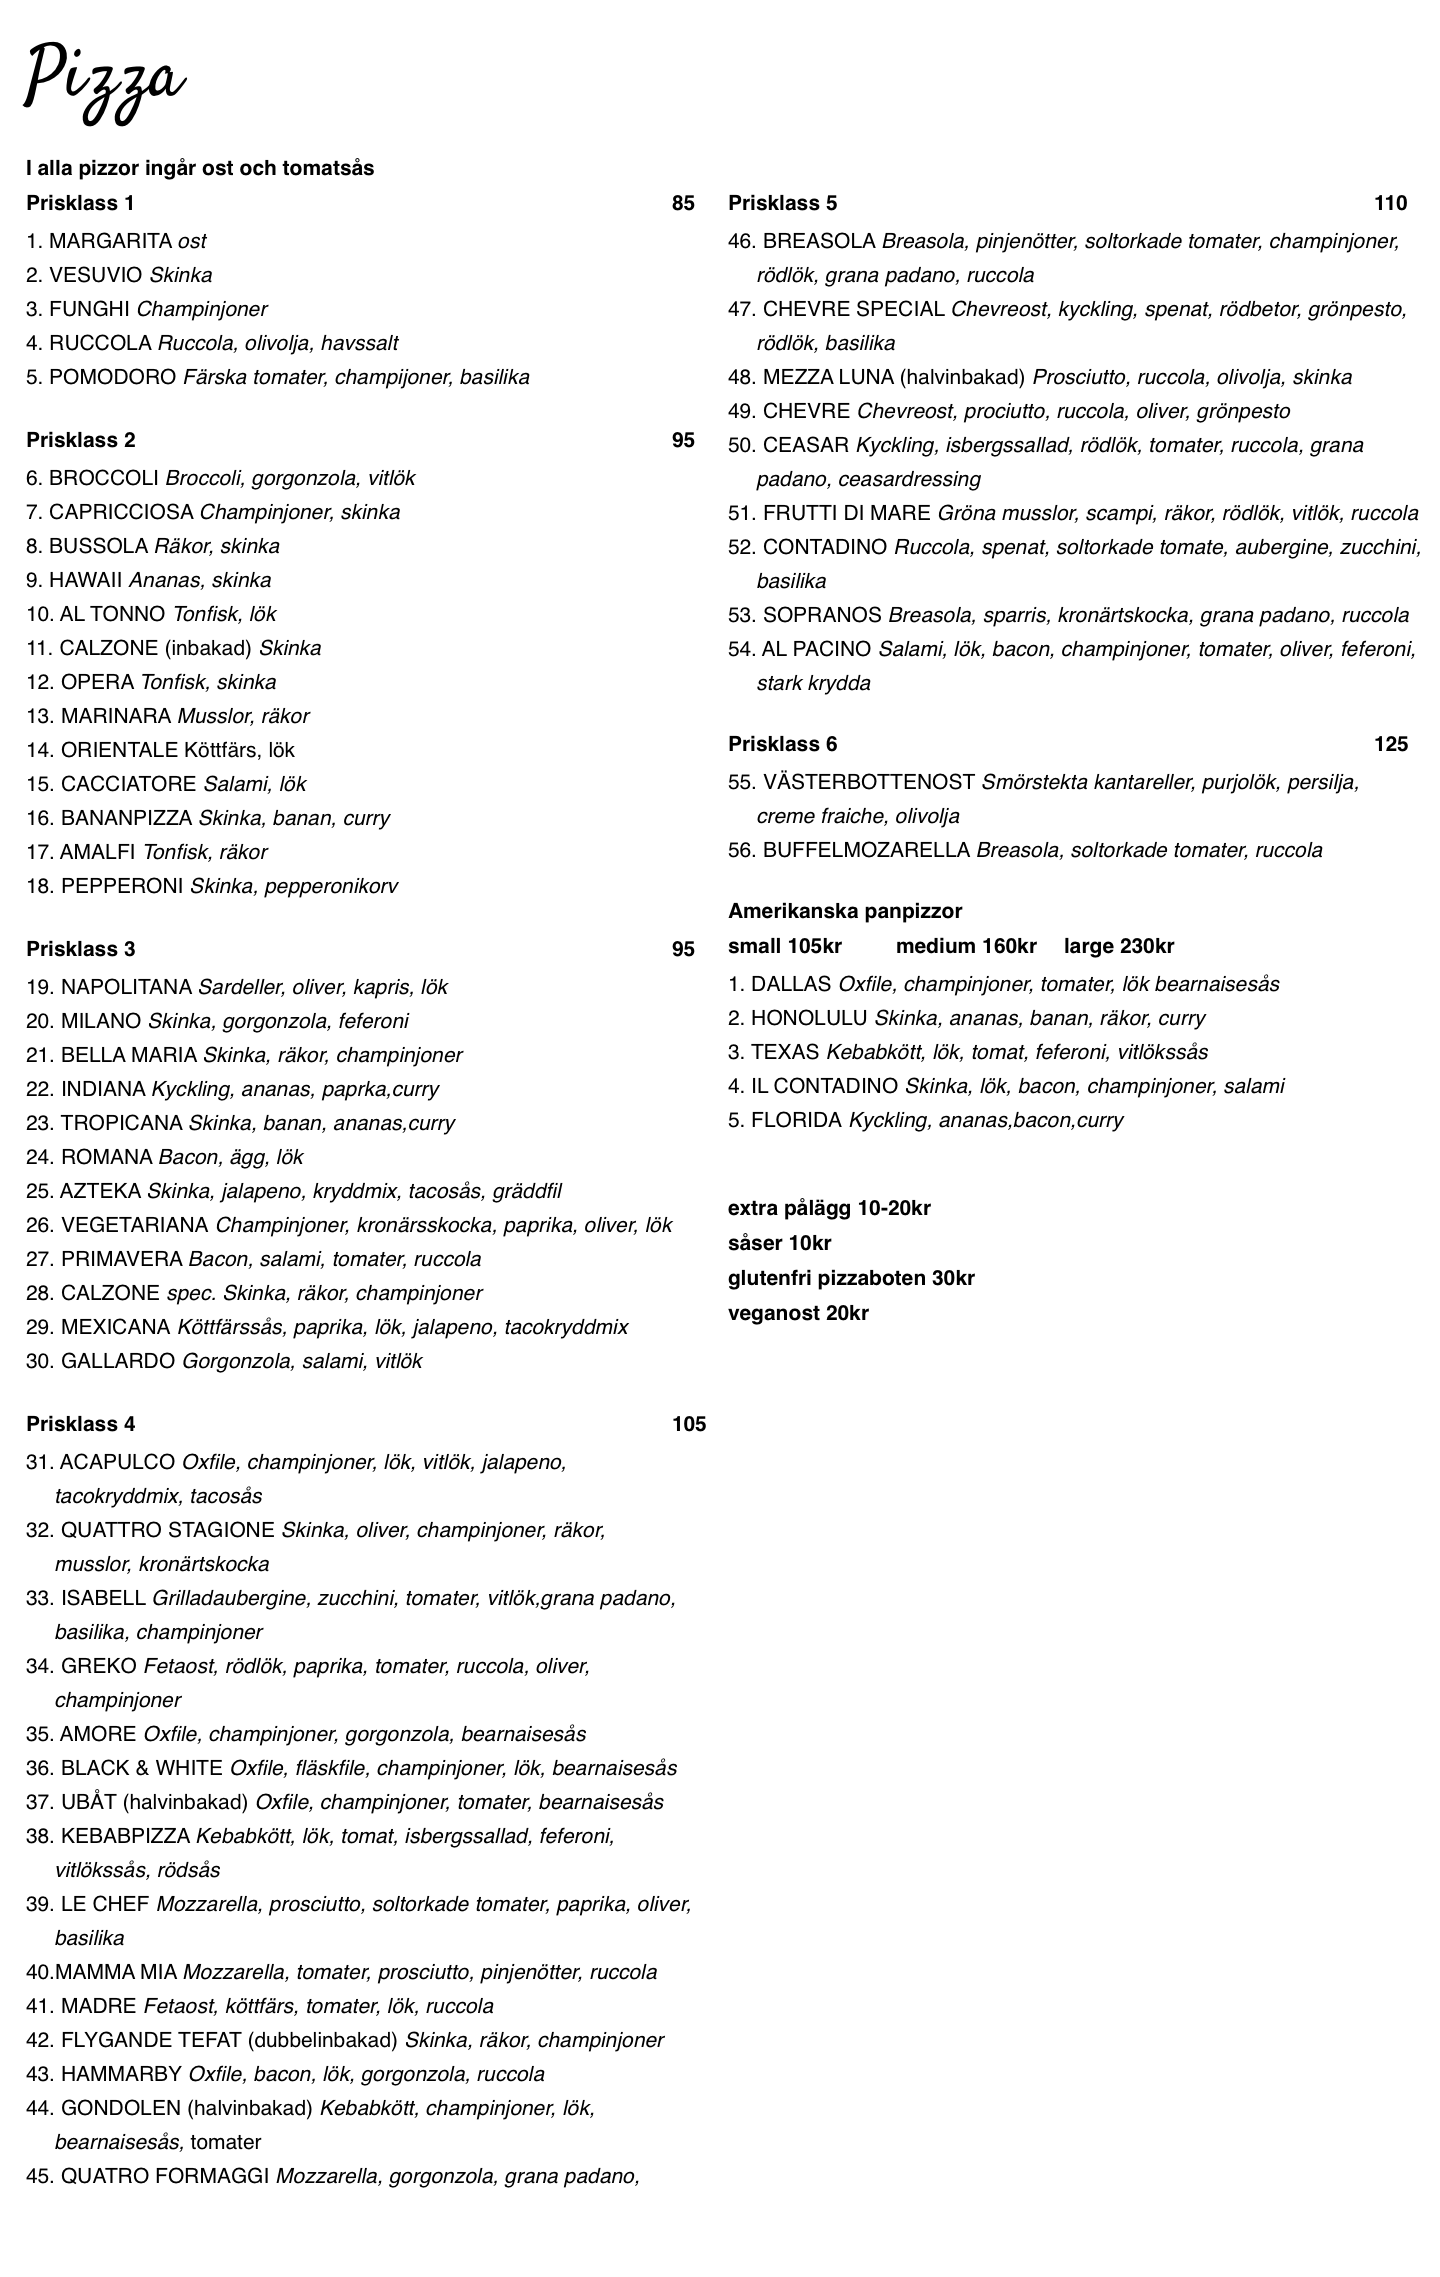 Pizza
I alla pizzor ingår ost och tomatsås
Prisklass 1 85
1. MARGARITA ost
2. VESUVIO Skinka
3. FUNGHI Champinjoner
4. RUCCOLA Ruccola, olivolja, havssalt
5. POMODORO Färska tomater, champijoner, basilika
Prisklass 2 95
6. BROCCOLI Broccoli, gorgonzola, vitlök
7. CAPRICCIOSA Champinjoner, skinka
8. BUSSOLA Räkor, skinka
9. HAWAII Ananas, skinka
10. AL TONNO Tonfisk, lök
11. CALZONE (inbakad) Skinka
12. OPERA Tonfisk, skinka
13. MARINARA Musslor, räkor
14. ORIENTALE Köttfärs, lök
15. CACCIATORE Salami, lök
16. BANANPIZZA Skinka, banan, curry
17. AMALFI Tonfisk, räkor
18. PEPPERONI Skinka, pepperonikorv
Prisklass 3 95
19. NAPOLITANA Sardeller, oliver, kapris, lök
20. MILANO Skinka, gorgonzola, feferoni
21. BELLA MARIA Skinka, räkor, champinjoner
22. INDIANA Kyckling, ananas, paprka,curry
23. TROPICANA Skinka, banan, ananas,curry
24. ROMANA Bacon, ägg, lök
25. AZTEKA Skinka, jalapeno, kryddmix, tacosås, gräddfil
26. VEGETARIANA Champinjoner, kronärsskocka, paprika, oliver, lök
27. PRIMAVERA Bacon, salami, tomater, ruccola
28. CALZONE spec. Skinka, räkor, champinjoner
29. MEXICANA Köttfärssås, paprika, lök, jalapeno, tacokryddmix
30. GALLARDO Gorgonzola, salami, vitlök
Prisklass 4 105
31. ACAPULCO Oxfile, champinjoner, lök, vitlök, jalapeno,
tacokryddmix, tacosås
32. QUATTRO STAGIONE Skinka, oliver, champinjoner, räkor,
musslor, kronärtskocka
33. ISABELL Grilladaubergine, zucchini, tomater, vitlök,grana padano,
basilika, champinjoner
34. GREKO Fetaost, rödlök, paprika, tomater, ruccola, oliver,
champinjoner
35. AMORE Oxfile, champinjoner, gorgonzola, bearnaisesås
36. BLACK & WHITE Oxfile, fläskfile, champinjoner, lök, bearnaisesås
37. UBÅT (halvinbakad) Oxfile, champinjoner, tomater, bearnaisesås
38. KEBABPIZZA Kebabkött, lök, tomat, isbergssallad, feferoni,
vitlökssås, rödsås
39. LE CHEF Mozzarella, prosciutto, soltorkade tomater, paprika, oliver,
basilika
40.MAMMA MIA Mozzarella, tomater, prosciutto, pinjenötter, ruccola
41. MADRE Fetaost, köttfärs, tomater, lök, ruccola
42. FLYGANDE TEFAT (dubbelinbakad) Skinka, räkor, champinjoner
43. HAMMARBY Oxfile, bacon, lök, gorgonzola, ruccola
44. GONDOLEN (halvinbakad) Kebabkött, champinjoner, lök,
bearnaisesås, tomater
45. QUATRO FORMAGGI Mozzarella, gorgonzola, grana padano,
Prisklass 5 110
46. BREASOLA Breasola, pinjenötter, soltorkade tomater, champinjoner,
rödlök, grana padano, ruccola
47. CHEVRE SPECIAL Chevreost, kyckling, spenat, rödbetor, grönpesto,
rödlök, basilika
48. MEZZA LUNA (halvinbakad) Prosciutto, ruccola, olivolja, skinka
49. CHEVRE Chevreost, prociutto, ruccola, oliver, grönpesto
50. CEASAR Kyckling, isbergssallad, rödlök, tomater, ruccola, grana
padano, ceasardressing
51. FRUTTI DI MARE Gröna musslor, scampi, räkor, rödlök, vitlök, ruccola
52. CONTADINO Ruccola, spenat, soltorkade tomate, aubergine, zucchini,
basilika
53. SOPRANOS Breasola, sparris, kronärtskocka, grana padano, ruccola
54. AL PACINO Salami, lök, bacon, champinjoner, tomater, oliver, feferoni,
stark krydda
Prisklass 6 125
55. VÄSTERBOTTENOST Smörstekta kantareller, purjolök, persilja,
creme fraiche, olivolja
56. BUFFELMOZARELLA Breasola, soltorkade tomater, ruccola
Amerikanska panpizzor
small 105kr medium 160kr large 230kr
1. DALLAS Oxfile, champinjoner, tomater, lök bearnaisesås
2. HONOLULU Skinka, ananas, banan, räkor, curry
3. TEXAS Kebabkött, lök, tomat, feferoni, vitlökssås
4. IL CONTADINO Skinka, lök, bacon, champinjoner, salami
5. FLORIDA Kyckling, ananas,bacon,curry
extra pålägg 10-20kr
såser 10kr
glutenfri pizzaboten 30kr
veganost 20kr